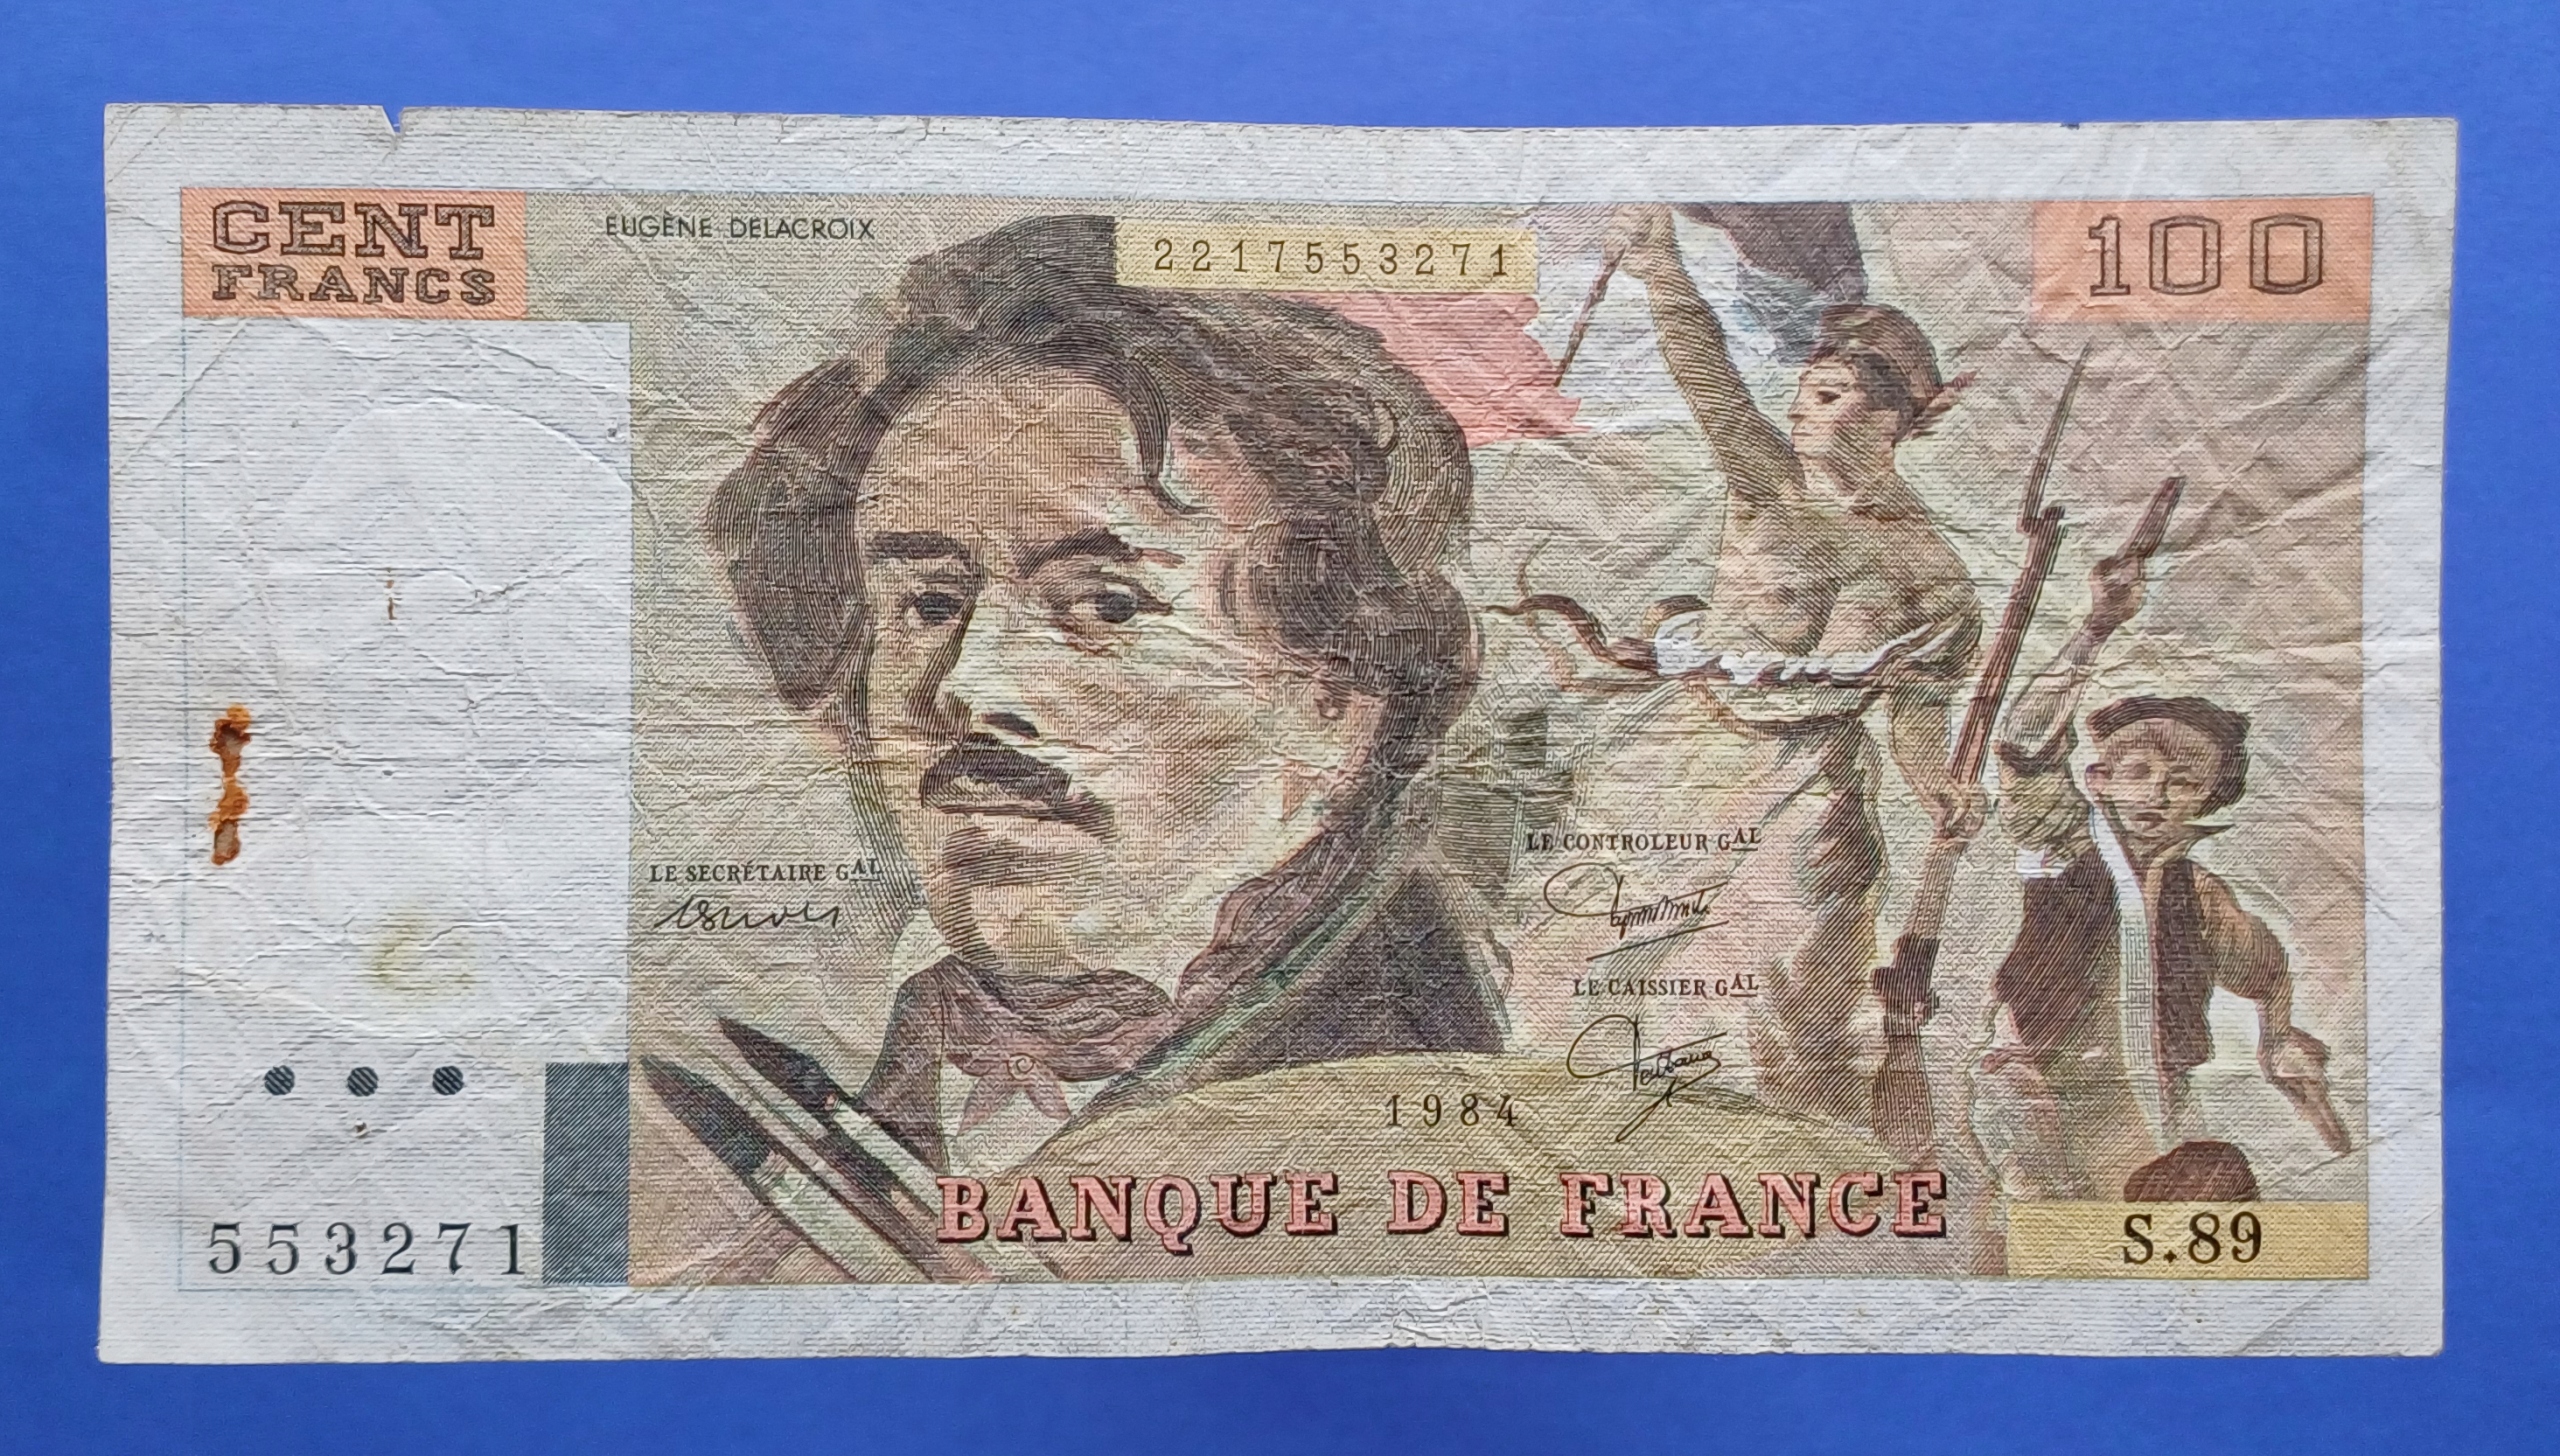 CENT
FRANCS
EUGÈNE DELACROIX
2217553271
100
LE SECRÉTAIRE GAL
LE CONTROLEUR GAL
LE CAISSIER GAL
1984
BANQUE DE FRANCE
553271
S.89